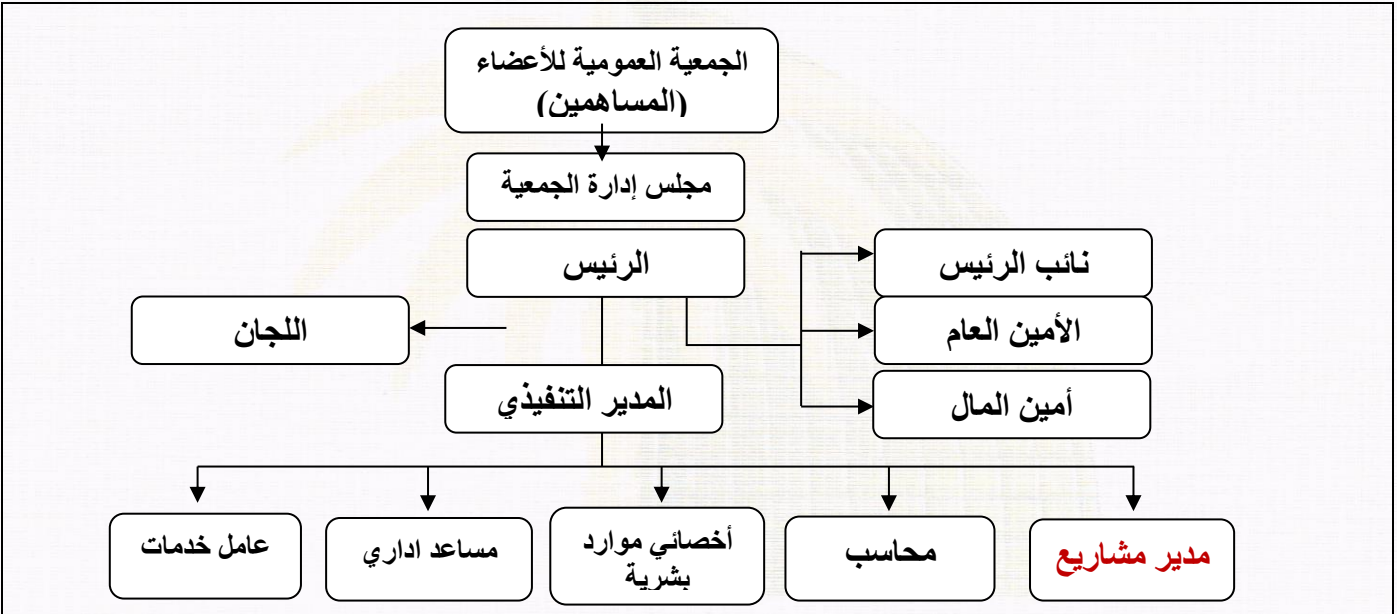 الجمعية العمومية للأعضاء
(المساهمين)
مجلس إدارة الجمعية
الرئيس
نائب الرئيس
الأمين العام
اللجان
المدير التنفيذي
أمين المال
مدير مشاريع
محاسب
أخصائي موارد
بشرية
مساعد اداري
عامل خدمات